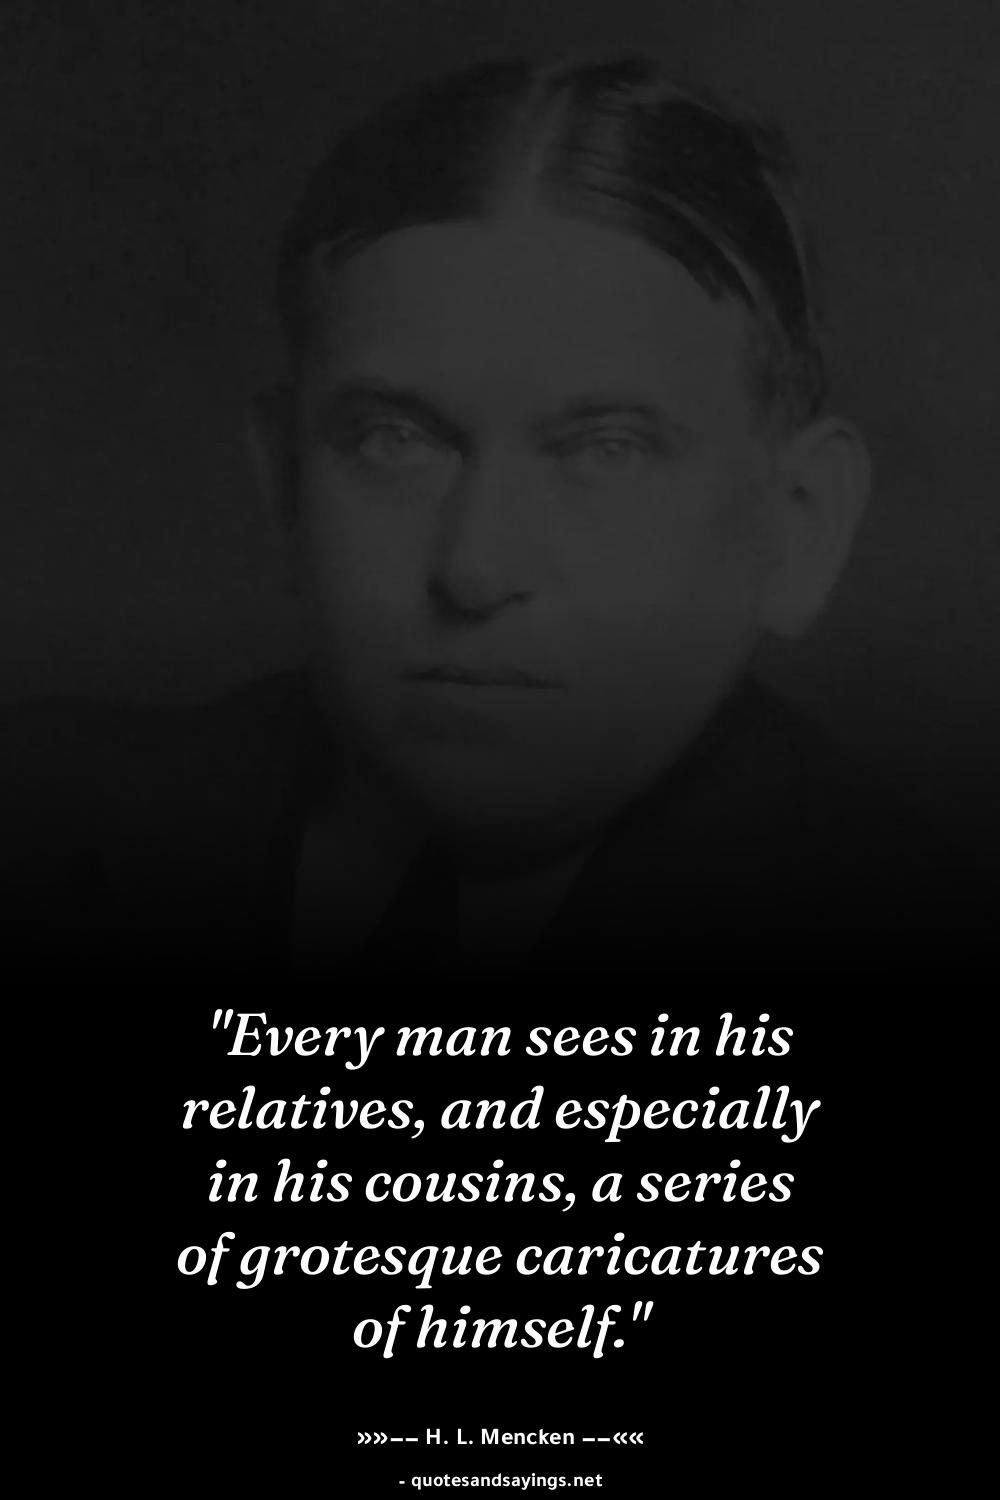 "Every man sees in his
relatives, and especially
in his cousins, a series
of grotesque caricatures
of himself."
»»−− H. L. Mencken −−««
- quotesandsayings.net